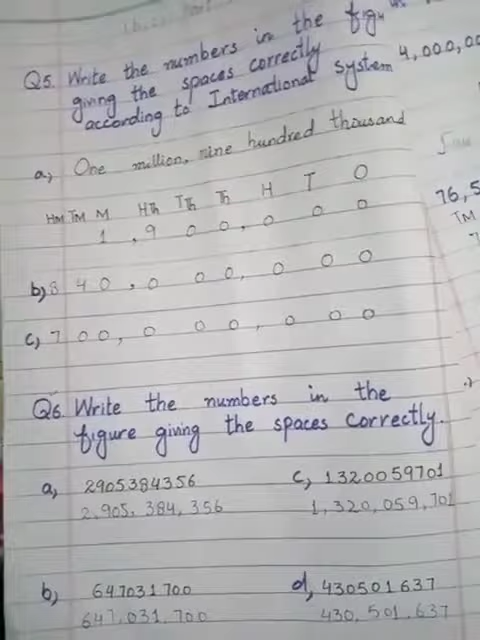 Q5. Write the numbers in the figu
giving the spaces correctly
according to International system
4,000,00
a, One million, nine hundred thousand
HM TM M HTh TTh Th H T O
1 , 9 0 0 , 0 0 0
76,5
TM
b) 8 4 0 , 0 0 0 , 0 0 0
c, 7 0 0 , 0 0 0 , 0 0 0
Q6. Write the numbers in the
figure giving the spaces correctly.
a, 2905384356 c, 1320059701
2,905,384,356 1,320,059,701
b, 647031700 d, 430501637
647,031,700 430,501,637